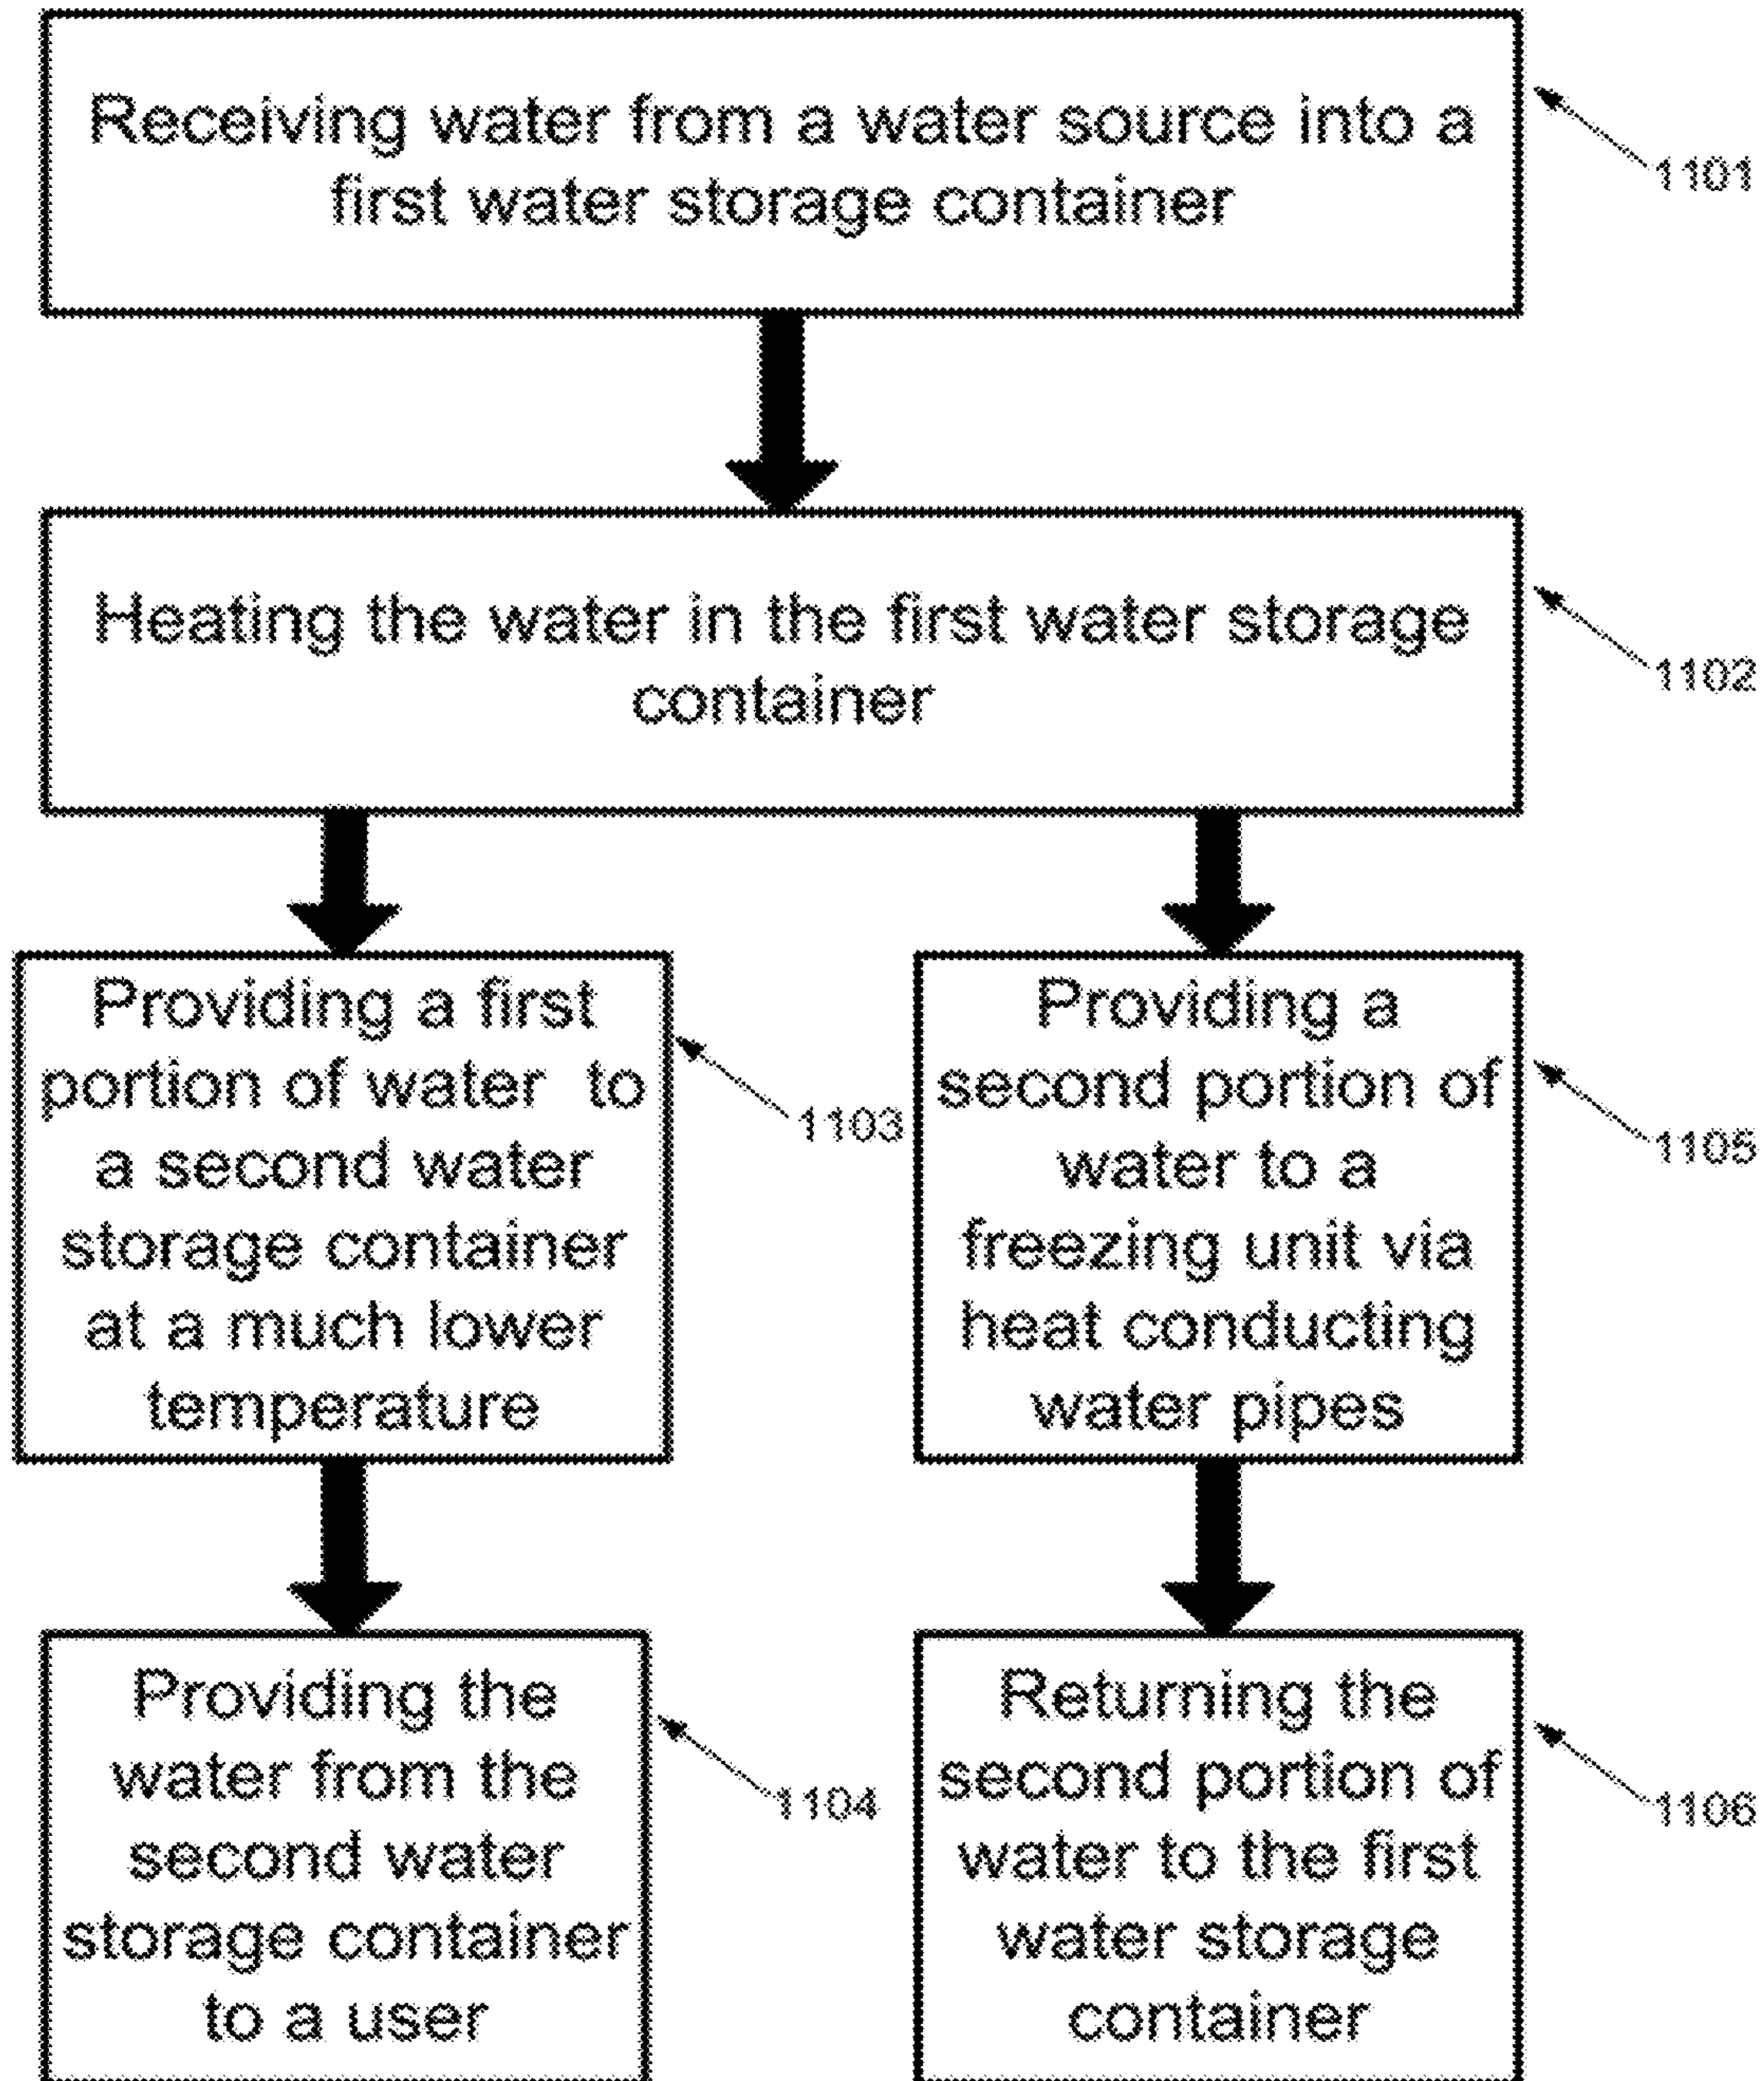 Receiving water from a water source into a
first water storage container
1101
Heating the water in the first water storage
container
1102
Providing a first
portion of water to
a second water
storage container
at a much lower
temperature
1103
Providing a
second portion of
water to a
freezing unit via
heat conducting
water pipes
1105
Providing the
water from the
second water
storage container
to a user
1104
Returning the
second portion of
water to the first
water storage
container
1106